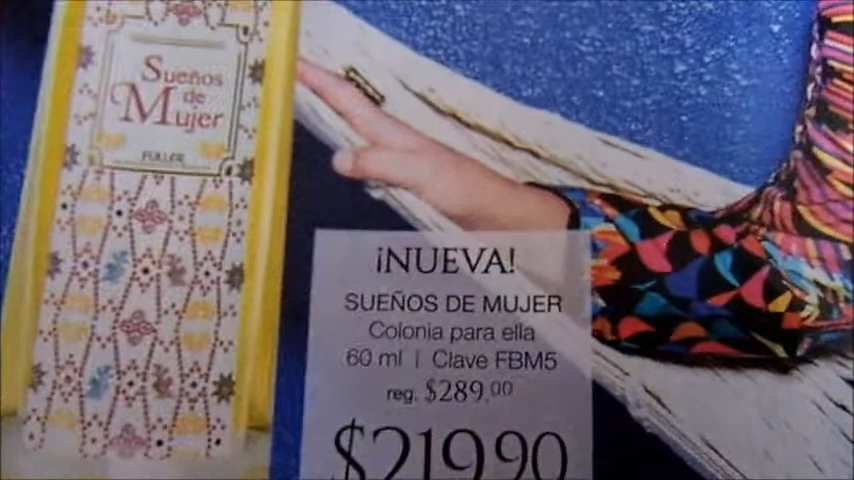 Sueños
de
Mujer
FULLER
¡NUEVA!
SUEÑOS DE MUJER
Colonia para ella
60 ml | Clave FBM5
reg. $289.00
$219.90